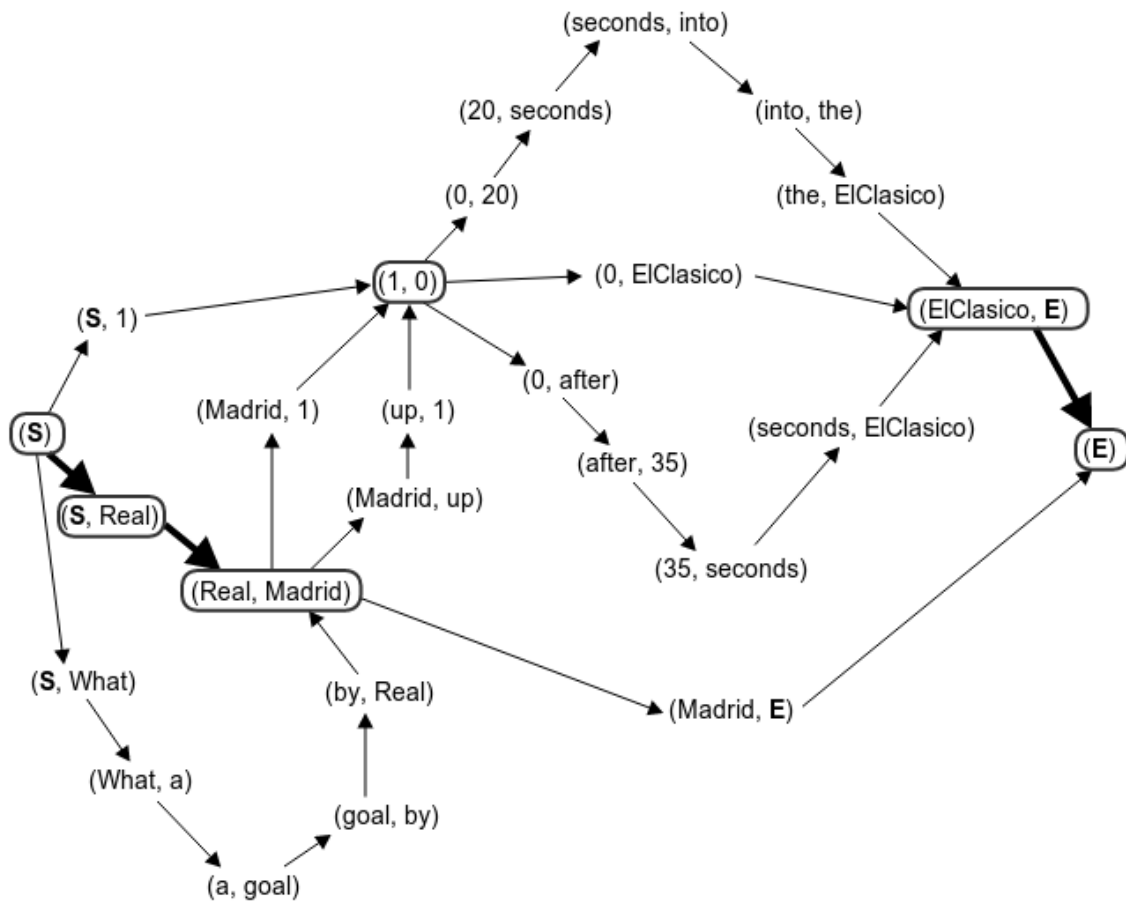 (seconds, into)
(20, seconds)
(into, the)
(0, 20)
(the, ElClasico)
(1, 0)
(0, ElClasico)
(S, 1)
(ElClasico, E)
(0, after)
(Madrid, 1)
(up, 1)
(S)
(seconds, ElClasico)
(E)
(after, 35)
(Madrid, up)
(S, Real)
(35, seconds)
(Real, Madrid)
(S, What)
(by, Real)
(Madrid, E)
(What, a)
(goal, by)
(a, goal)